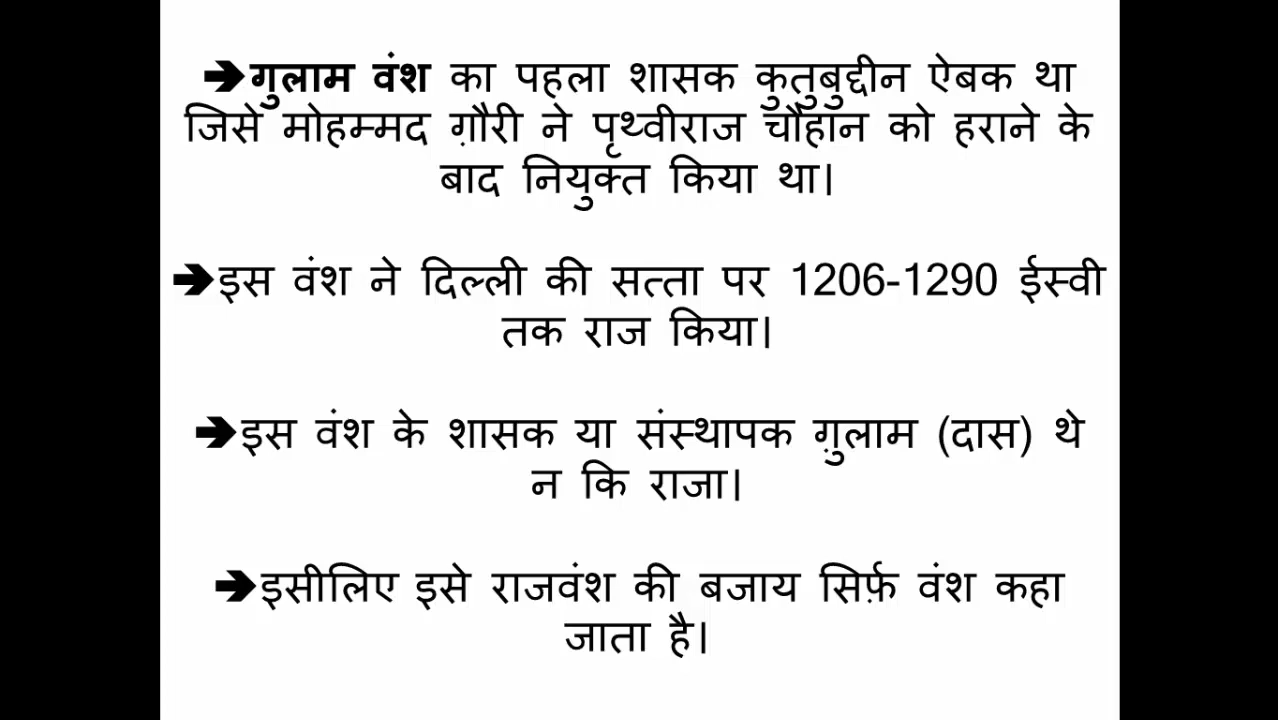 ➔गुलाम वंश का पहला शासक कुतुबुद्दीन ऐबक था
जिसे मोहम्मद ग़ौरी ने पृथ्वीराज चौहान को हराने के
बाद नियुक्त किया था।
➔इस वंश ने दिल्ली की सत्ता पर 1206-1290 ईस्वी
तक राज किया।
➔इस वंश के शासक या संस्थापक ग़ुलाम (दास) थे
न कि राजा।
➔इसीलिए इसे राजवंश की बजाय सिर्फ़ वंश कहा
जाता है।